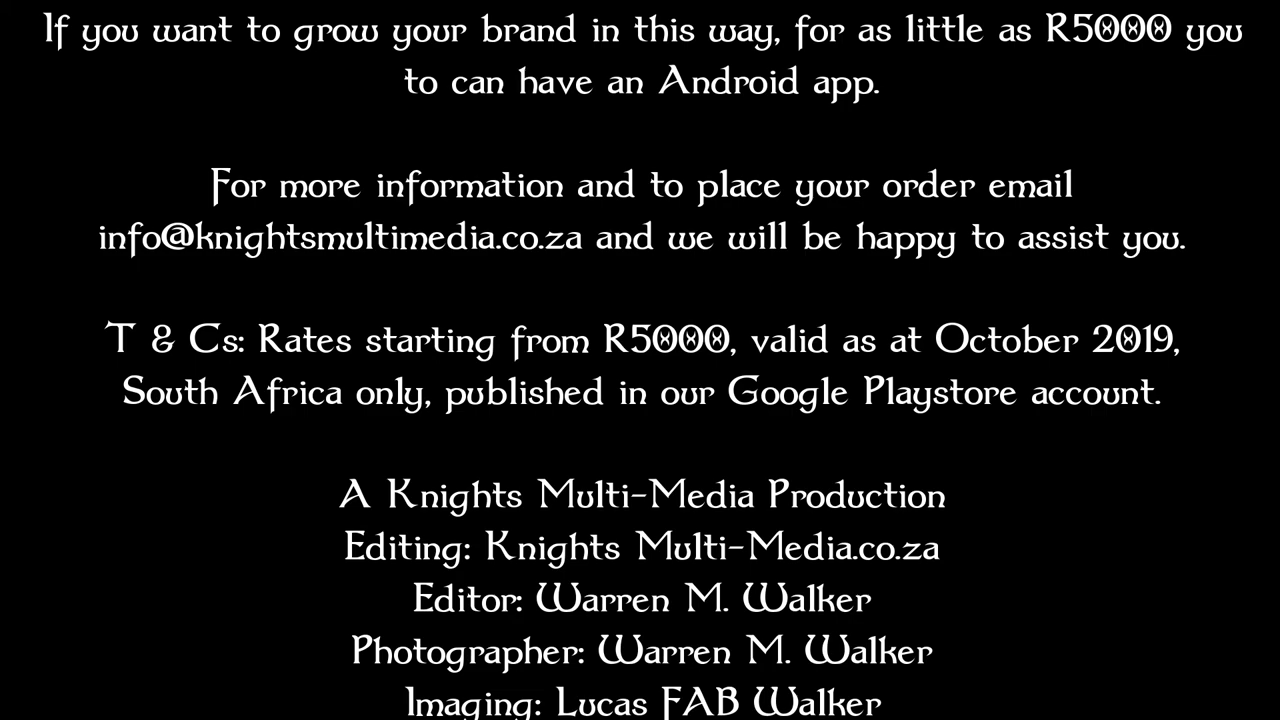 If you want to grow your brand in this way, for as little as R5000 you
to can have an Android app.
For more information and to place your order email
info@knightsmultimedia.co.za and we will be happy to assist you.
T & Cs: Rates starting from R5000, valid as at October 2019,
South Africa only, published in our Google Playstore account.
A Knights Multi-Media Production
Editing: Knights Multi-Media.co.za
Editor: Warren M. Walker
Photographer: Warren M. Walker
Imaging: Lucas FAB Walker